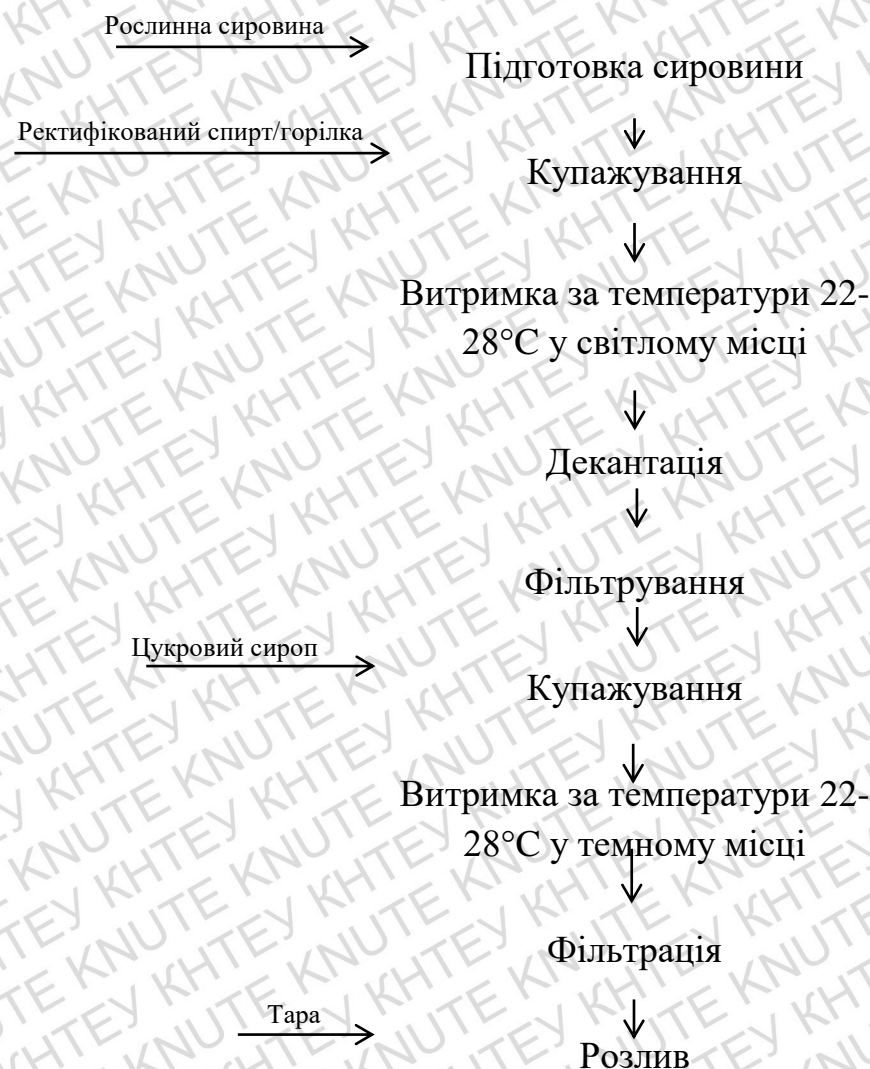 Рослинна сировина
Підготовка сировини
Ректифікований спирт/горілка
Купажування
Витримка за температури 22-
28°С у світлому місці
Декантація
Фільтрування
Цукровий сироп
Купажування
Витримка за температури 22-
28°С у темному місці
Фільтрація
Тара
Розлив